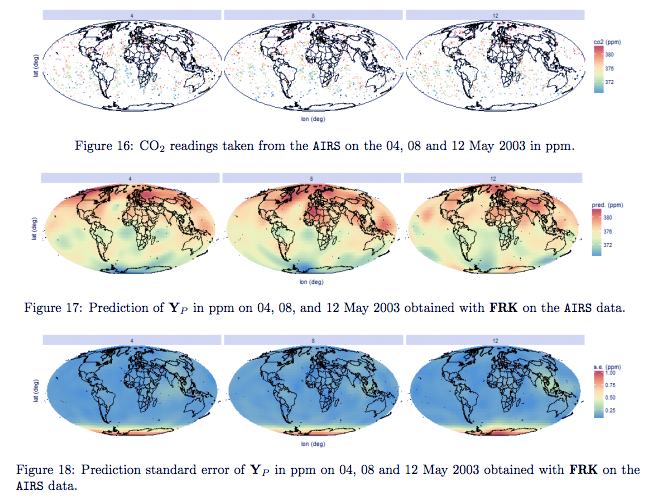 4 8 12
lat (deg)
lon (deg)
co2 (ppm)
380
376
372
Figure 16: CO₂ readings taken from the AIRS on the 04, 08 and 12 May 2003 in ppm.
4 8 12
lat (deg)
lon (deg)
pred. (ppm)
380
376
372
Figure 17: Prediction of Y_P in ppm on 04, 08, and 12 May 2003 obtained with FRK on the AIRS data.
4 8 12
lat (deg)
lon (deg)
s.e. (ppm)
1.00
0.75
0.50
0.25
Figure 18: Prediction standard error of Y_P in ppm on 04, 08 and 12 May 2003 obtained with FRK on the
AIRS data.